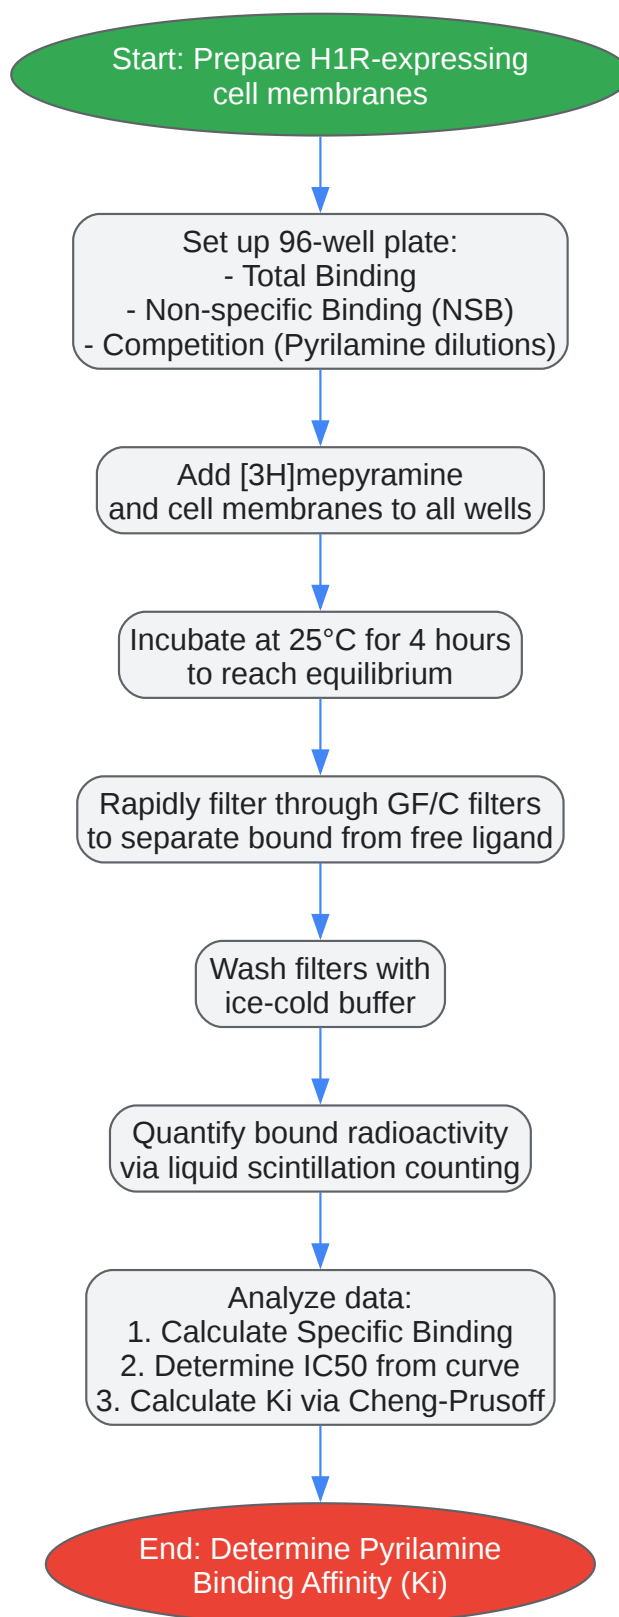 Start: Prepare H1R-expressing
cell membranes
Set up 96-well plate:
- Total Binding
- Non-specific Binding (NSB)
- Competition (Pyrilamine dilutions)
Add [3H]mepyramine
and cell membranes to all wells
Incubate at 25°C for 4 hours
to reach equilibrium
Rapidly filter through GF/C filters
to separate bound from free ligand
Wash filters with
ice-cold buffer
Quantify bound radioactivity
via liquid scintillation counting
Analyze data:
1. Calculate Specific Binding
2. Determine IC50 from curve
3. Calculate Ki via Cheng-Prusoff
End: Determine Pyrilamine
Binding Affinity (Ki)